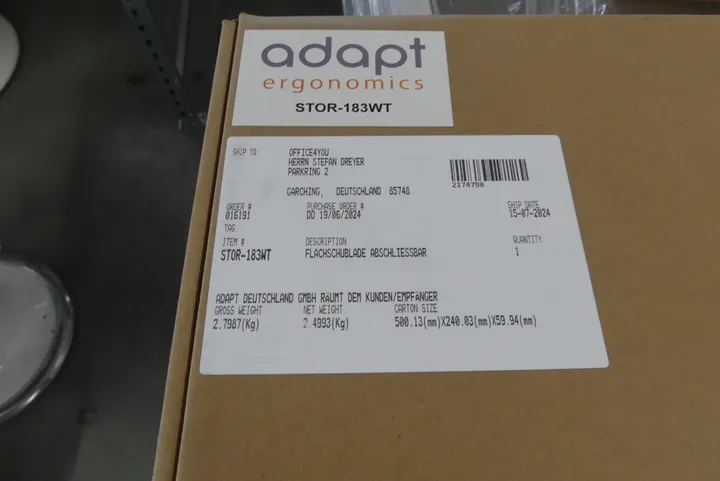 adapt
ergonomics
STOR-183WT
SHIP TO: OFFICE4YOU
HERRN STEFAN DREYER
PARKRING 2
GARCHING, DEUTSCHLAND 85748
2174798
ORDER # PURCHASE ORDER # SHIP DATE
016191 DO 19/06/2024 15-07-2024
TAG:
ITEM # DESCRIPTION QUANTITY
STOR-183WT FLACHSCHUBLADE ABSCHLIESSBAR 1
ADAPT DEUTSCHLAND GMBH RAUMT DEM KUNDEN/EMPFANGER
GROSS WEIGHT NET WEIGHT CARTON SIZE
2.7987(Kg) 2.4993(Kg) 500.13(mm)X240.03(mm)X59.94(mm)